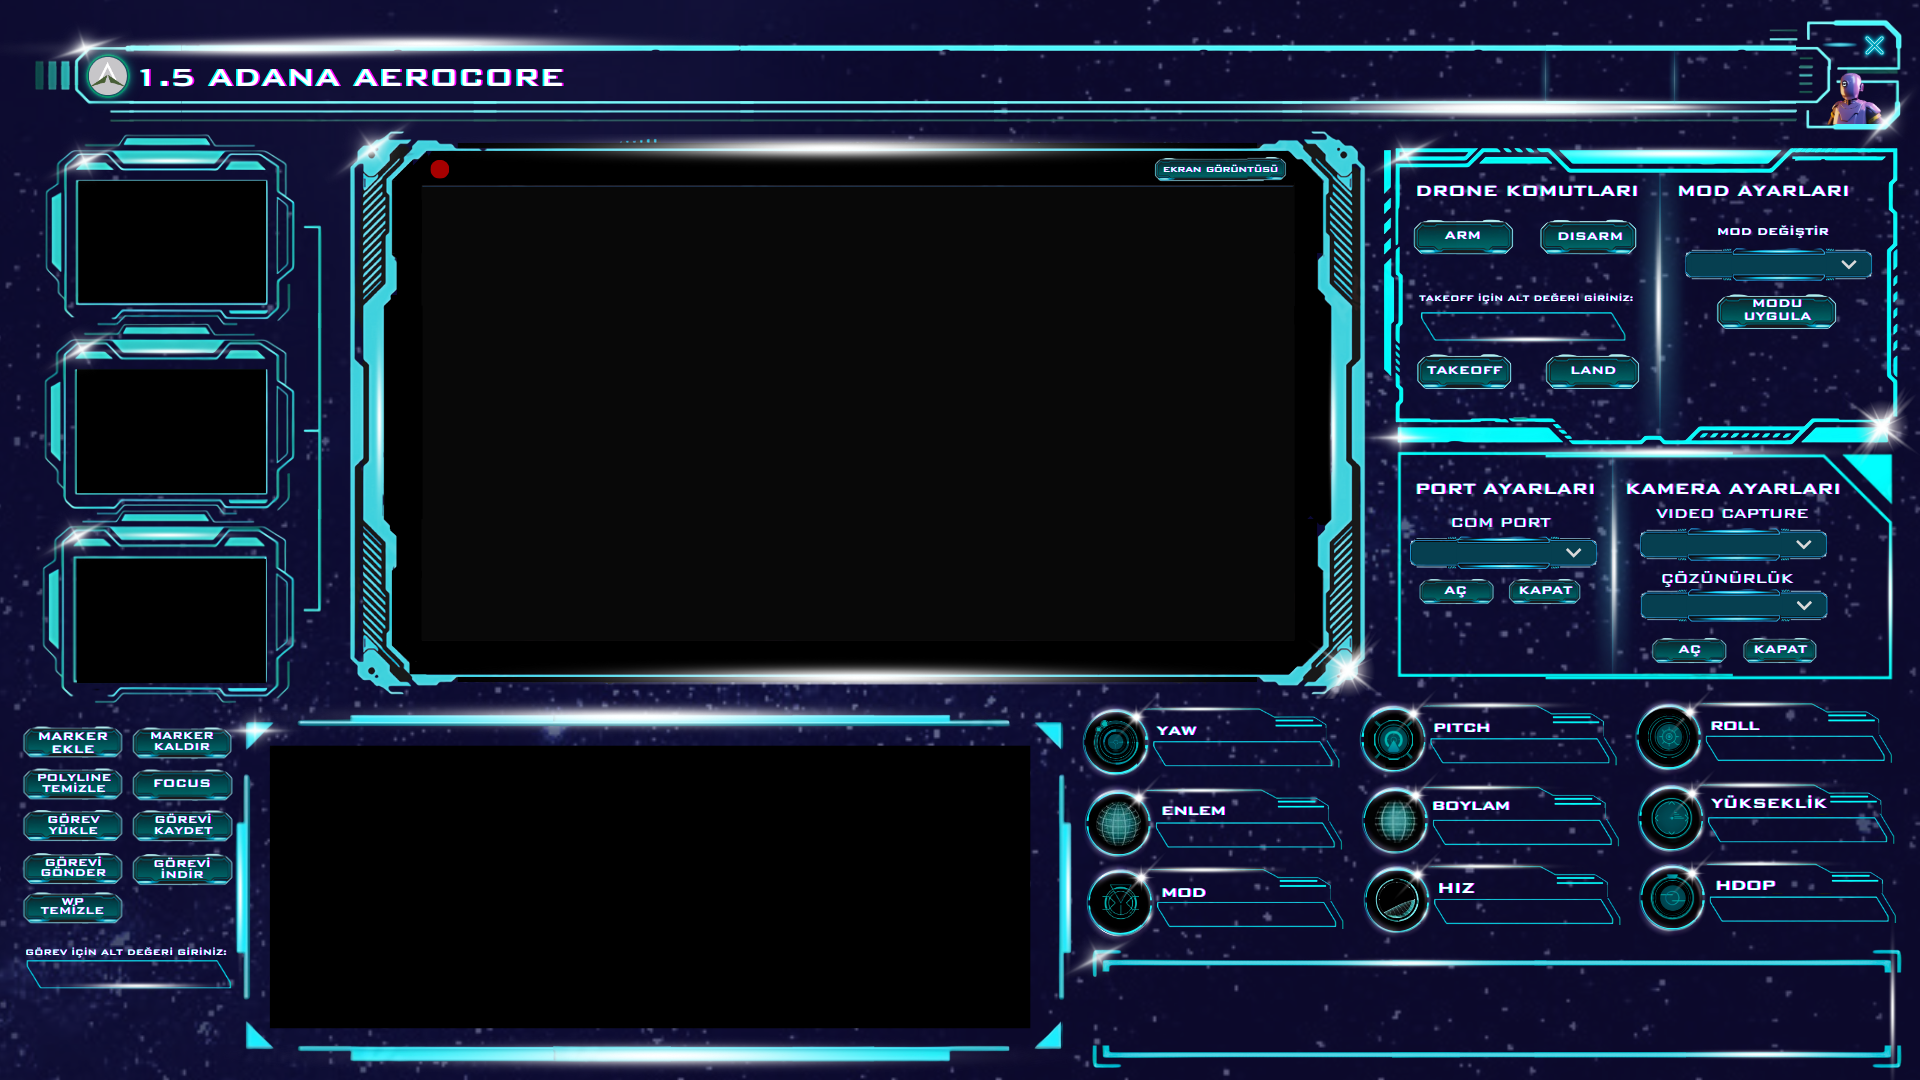 1.5 ADANA AEROCORE
EKRAN GÖRÜNTÜSÜ
DRONE KOMUTLARI
ARM
DISARM
TAKEOFF İÇİN ALT DEĞERİ GİRİNİZ:
TAKEOFF
LAND
MOD AYARLARI
MOD DEĞİŞTİR
MODU
UYGULA
PORT AYARLARI
COM PORT
AÇ
KAPAT
KAMERA AYARLARI
VIDEO CAPTURE
ÇÖZÜNÜRLÜK
AÇ
KAPAT
MARKER
EKLE
MARKER
KALDIR
POLYLINE
TEMİZLE
FOCUS
GÖREV
YÜKLE
GÖREVİ
KAYDET
GÖREVİ
GÖNDER
GÖREVİ
İNDİR
WP
TEMİZLE
GÖREV İÇİN ALT DEĞERİ GİRİNİZ:
YAW
PITCH
ROLL
ENLEM
BOYLAM
YÜKSEKLİK
MOD
HIZ
HDOP